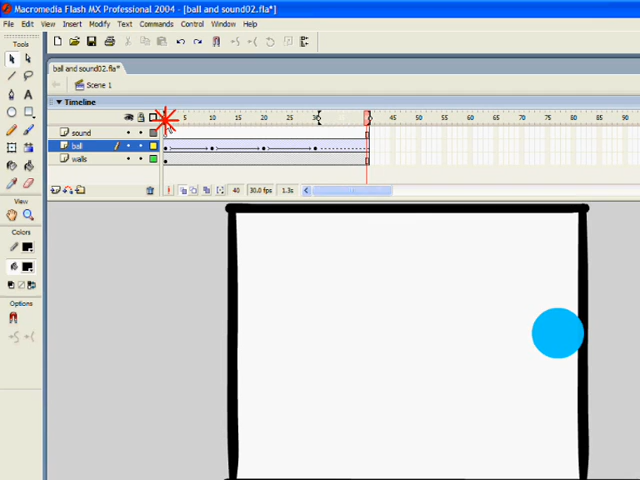 Macromedia Flash MX Professional 2004 - [ball and sound02.fla*]
File Edit View Insert Modify Text Commands Control Window Help
Tools
ball and sound02.fla*
Scene 1
Timeline
5 10 15 20 25 30 45 50 55 60 65 70 75 80 85 90
sound
ball
walls
40 30.0 fps 1.3s
View
Colors
Options